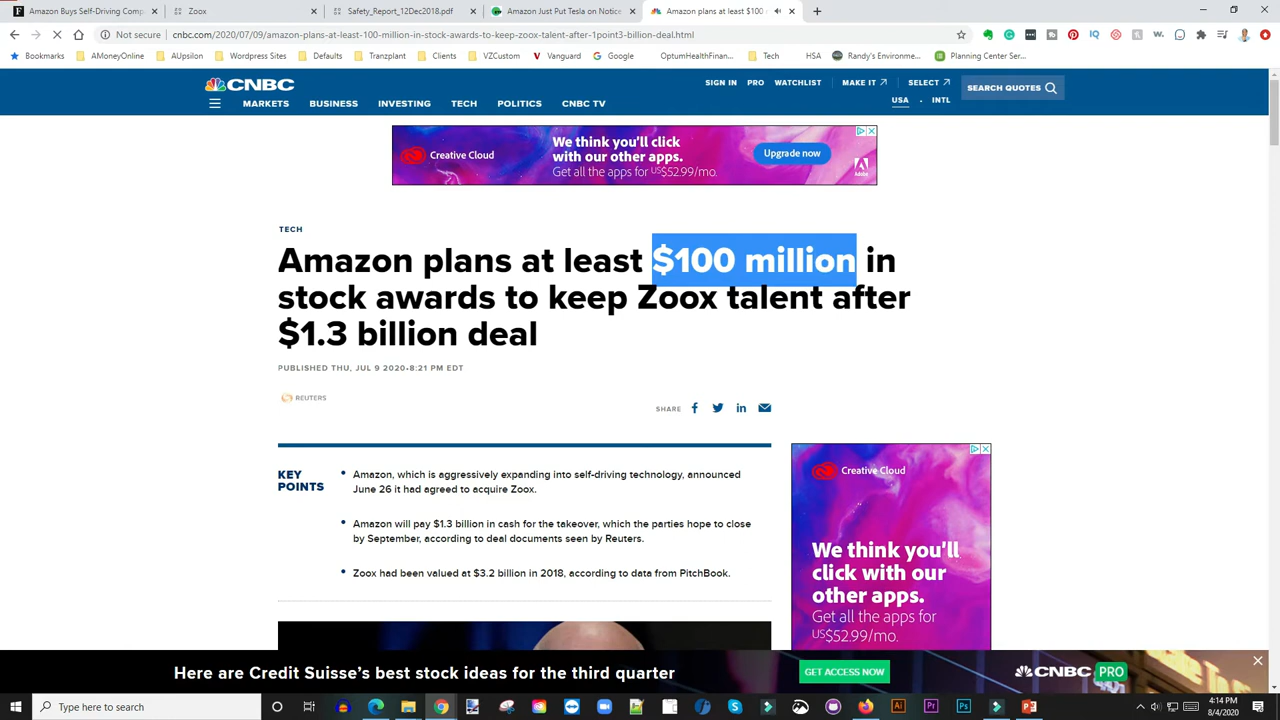 Amazon Buys Self-Driving Comp
Zoox
Safety_Report_12Dec2018.pdf
Amazon Just Put Tesla on Notice
Amazon plans at least $100
Not secure
cnbc.com/2020/07/09/amazon-plans-at-least-100-million-in-stock-awards-to-keep-zoox-talent-after-1point3-billion-deal.html
Bookmarks
AMoneyOnline
AUpsilon
Wordpress Sites
Defaults
Tranzplant
Clients
VZCustom
Vanguard
Google
OptumHealthFinan...
Tech
HSA
Randy's Environme...
Planning Center Ser...
CNBC
SIGN IN
PRO
WATCHLIST
MAKE IT
SELECT
USA
INTL
SEARCH QUOTES
MARKETS
BUSINESS
INVESTING
TECH
POLITICS
CNBC TV
Creative Cloud
We think you'll click
with our other apps.
Get all the apps for US$52.99/mo.
Upgrade now
Adobe
TECH
Amazon plans at least $100 million in
stock awards to keep Zoox talent after
$1.3 billion deal
PUBLISHED THU, JUL 9 2020•8:21 PM EDT
REUTERS
SHARE
KEY
POINTS
Amazon, which is aggressively expanding into self-driving technology, announced
June 26 it had agreed to acquire Zoox.
Amazon will pay $1.3 billion in cash for the takeover, which the parties hope to close
by September, according to deal documents seen by Reuters.
Zoox had been valued at $3.2 billion in 2018, according to data from PitchBook.
Creative Cloud
We think you'll
click with our
other apps.
Get all the apps for
US$52.99/mo.
Here are Credit Suisse's best stock ideas for the third quarter
GET ACCESS NOW
CNBC PRO
Type here to search
4:14 PM
8/4/2020